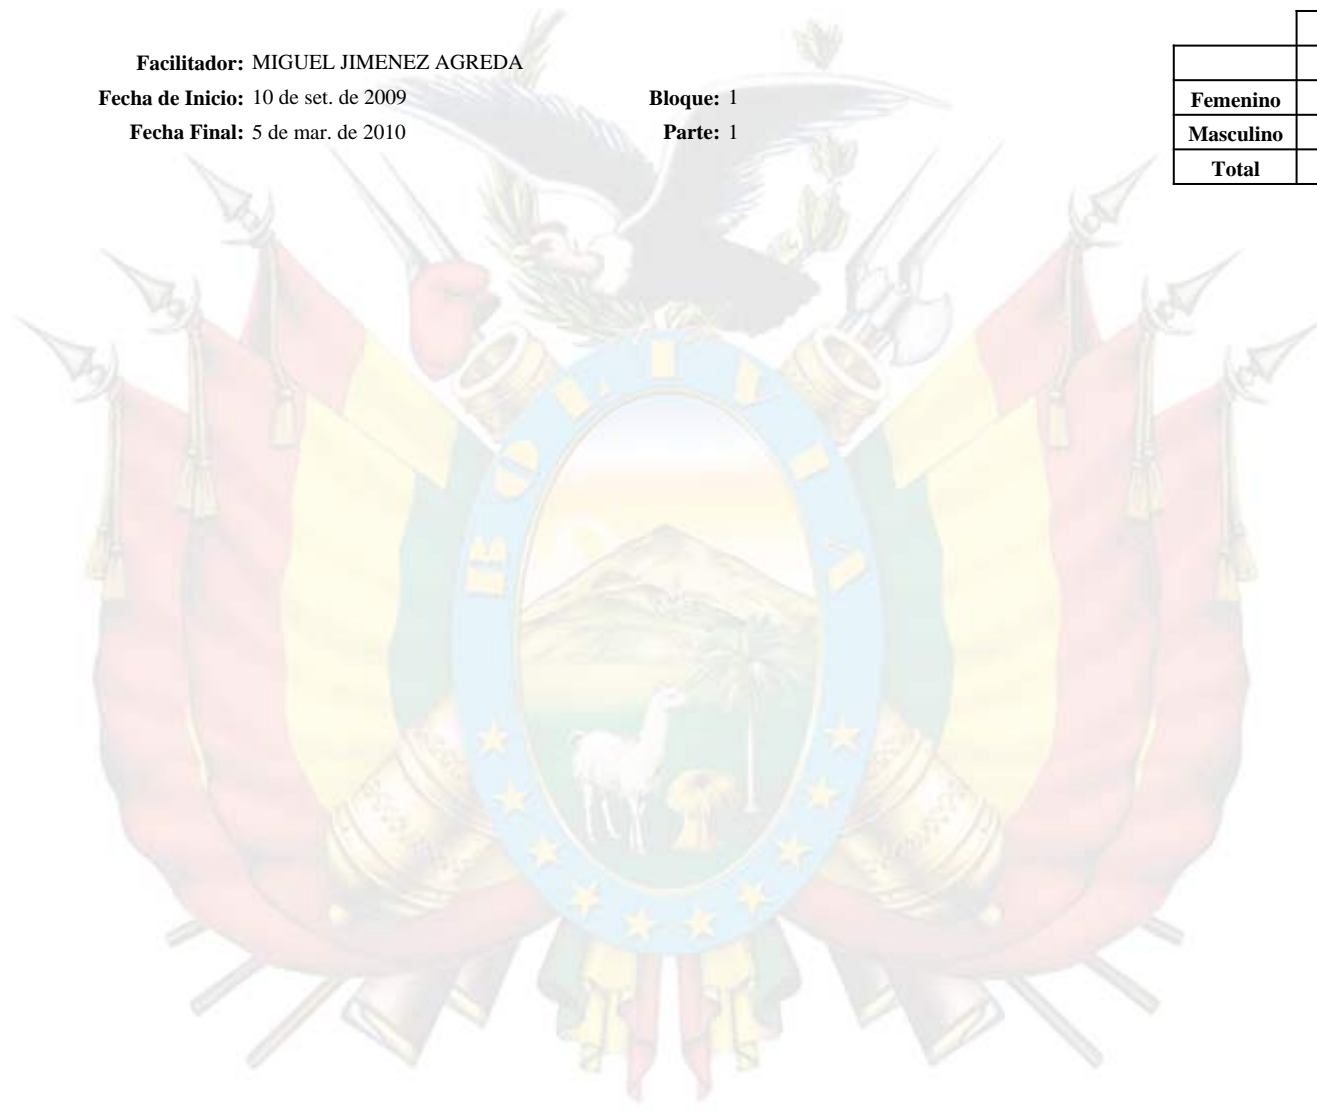 Facilitador: MIGUEL JIMENEZ AGREDA
Fecha de Inicio: 10 de set. de 2009 Bloque: 1
Fecha Final: 5 de mar. de 2010 Parte: 1
Femenino
Masculino
Total
BOLIVIA